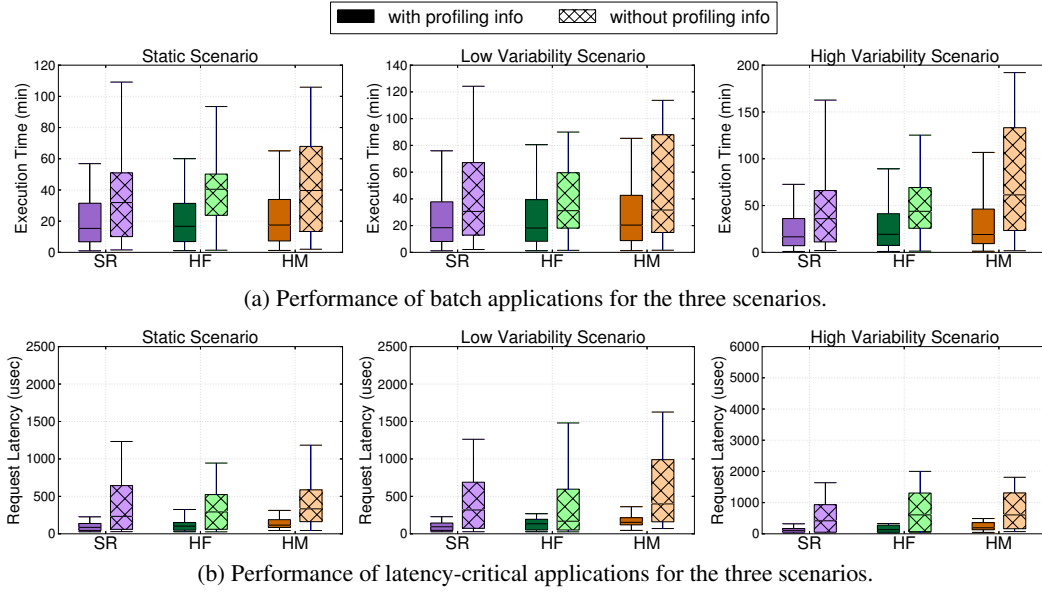 with profiling info without profiling info
Static Scenario Low Variability Scenario High Variability Scenario
Execution Time (min)
120
100
80
60
40
20
0
SR HF HM
Execution Time (min)
140
120
100
80
60
40
20
0
SR HF HM
Execution Time (min)
200
150
100
50
0
SR HF HM
(a) Performance of batch applications for the three scenarios.
Static Scenario Low Variability Scenario High Variability Scenario
Request Latency (usec)
2500
2000
1500
1000
500
0
SR HF HM
Request Latency (usec)
2500
2000
1500
1000
500
0
SR HF HM
Request Latency (usec)
6000
5000
4000
3000
2000
1000
0
SR HF HM
(b) Performance of latency-critical applications for the three scenarios.